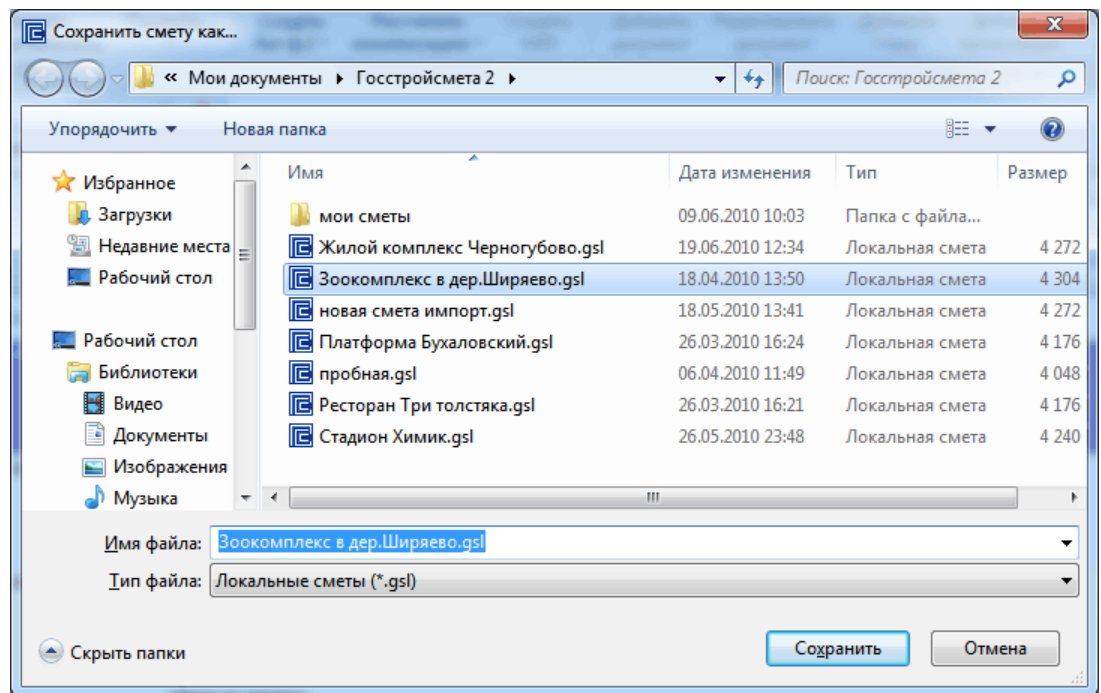 Сохранить смету как...
« Мои документы Госстройсмета 2 Поиск: Госстройсмета 2
Упорядочить Новая папка
Избранное
Загрузки
Недавние места
Рабочий стол
Рабочий стол
Библиотеки
Видео
Документы
Изображения
Музыка
Имя Дата изменения Тип Размер
мои сметы 09.06.2010 10:03 Папка с файла...
Жилой комплекс Черногубово.gsl 19.06.2010 12:34 Локальная смета 4 272
Зоокомплекс в дер.Ширяево.gsl 18.04.2010 13:50 Локальная смета 4 304
новая смета импорт.gsl 18.05.2010 13:41 Локальная смета 4 272
Платформа Бухаловский.gsl 26.03.2010 16:24 Локальная смета 4 176
пробная.gsl 06.04.2010 11:49 Локальная смета 4 048
Ресторан Три толстяка.gsl 26.03.2010 16:21 Локальная смета 4 176
Стадион Химик.gsl 26.05.2010 23:48 Локальная смета 4 240
Имя файла: Зоокомплекс в дер.Ширяево.gsl
Тип файла: Локальные сметы (*.gsl)
Скрыть папки Сохранить Отмена